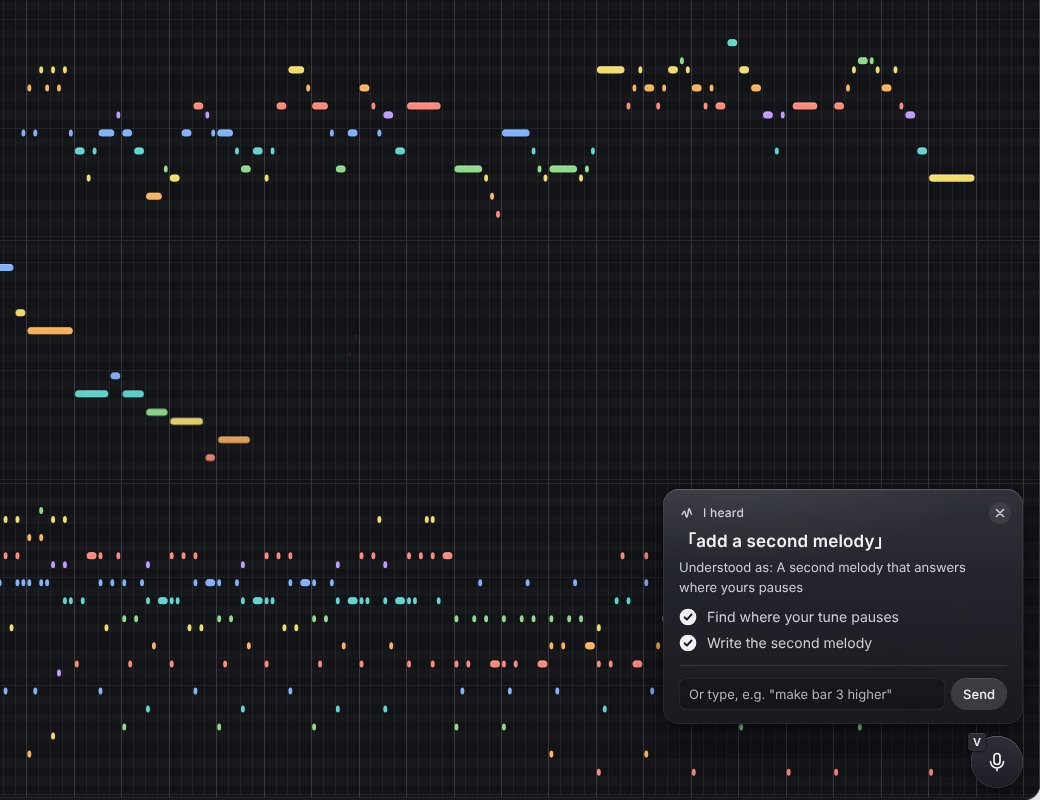 I heard
「add a second melody」
Understood as: A second melody that answers
where yours pauses
Find where your tune pauses
Write the second melody
Or type, e.g. "make bar 3 higher"
Send
V